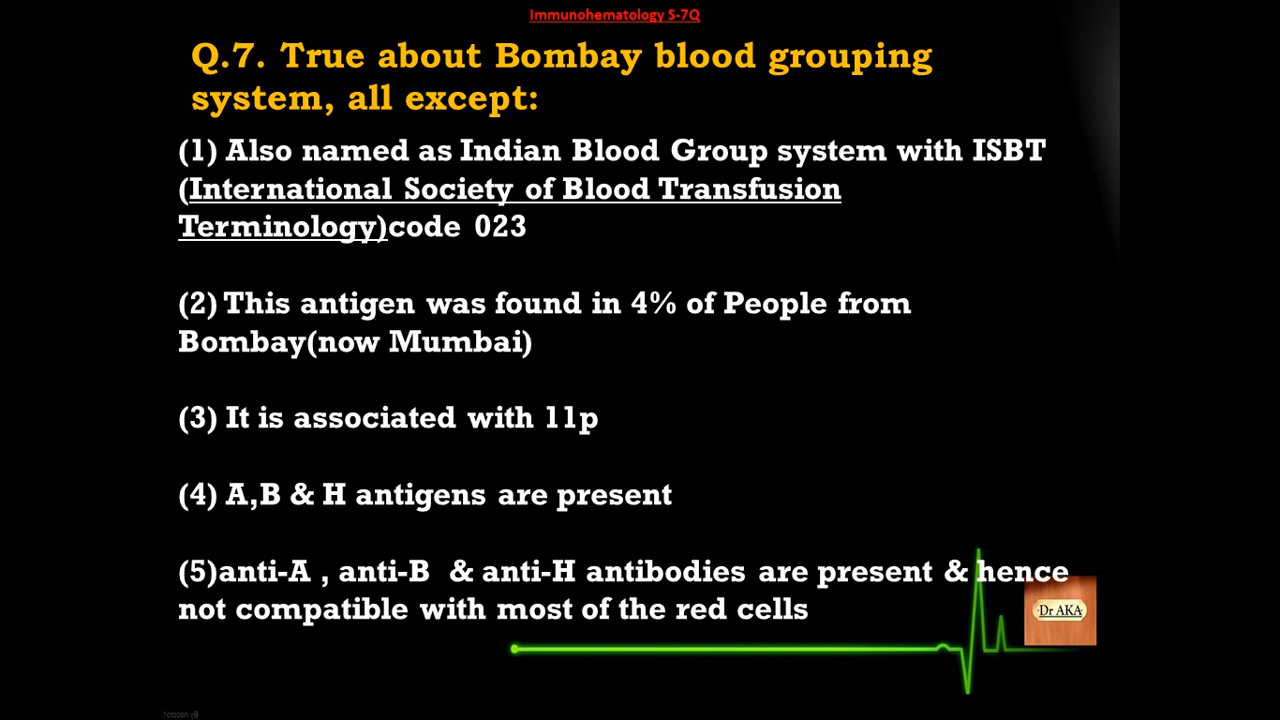 Immunohematology S-7Q
Q.7. True about Bombay blood grouping
system, all except:
(1) Also named as Indian Blood Group system with ISBT
(International Society of Blood Transfusion
Terminology)code 023
(2) This antigen was found in 4% of People from
Bombay(now Mumbai)
(3) It is associated with 11p
(4) A,B & H antigens are present
(5)anti-A , anti-B & anti-H antibodies are present & hence
not compatible with most of the red cells
Dr AKA